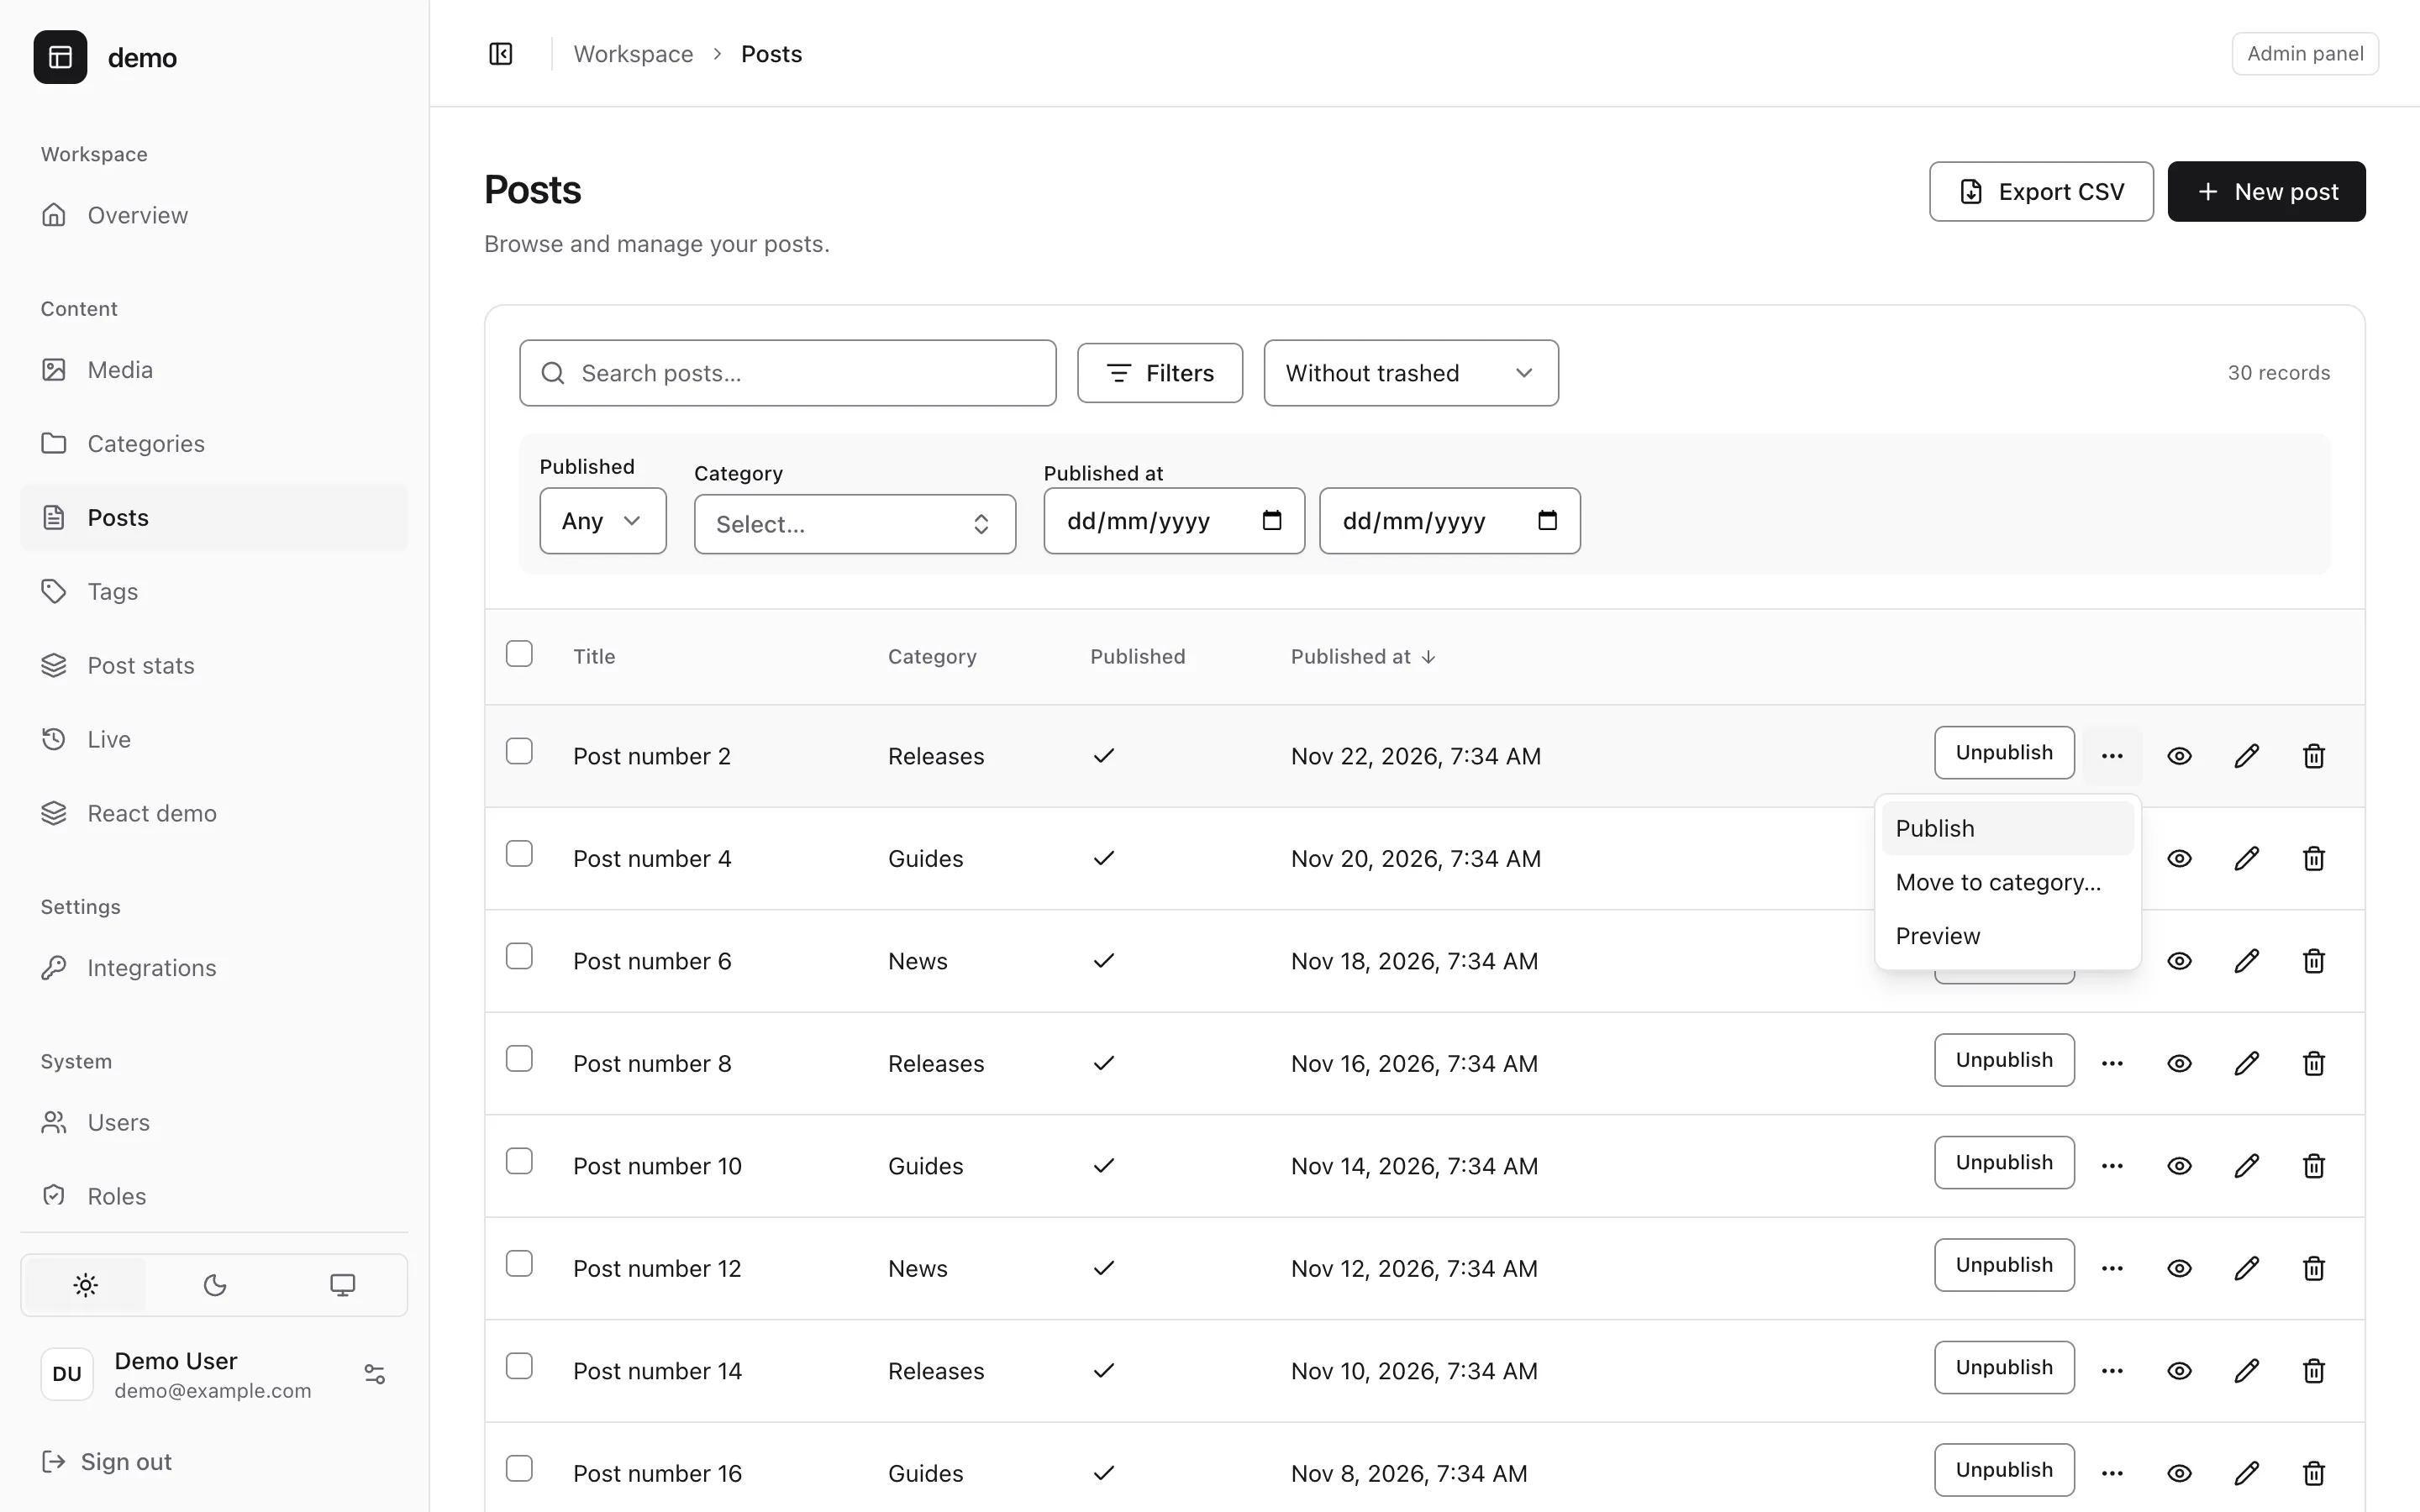 demo
Workspace
Overview
Content
Media
Categories
Posts
Tags
Post stats
Live
React demo
Settings
Integrations
System
Users
Roles
DU
Demo User
demo@example.com
Sign out
Workspace > Posts
Admin panel
Posts
Browse and manage your posts.
Export CSV
New post
Search posts...
Filters
Without trashed
30 records
Published
Any
Category
Select...
Published at
dd/mm/yyyy
dd/mm/yyyy
Title Category Published Published at
Post number 2 Releases Nov 22, 2026, 7:34 AM Unpublish
Publish
Move to category...
Preview
Post number 4 Guides Nov 20, 2026, 7:34 AM
Post number 6 News Nov 18, 2026, 7:34 AM
Post number 8 Releases Nov 16, 2026, 7:34 AM Unpublish
Post number 10 Guides Nov 14, 2026, 7:34 AM Unpublish
Post number 12 News Nov 12, 2026, 7:34 AM Unpublish
Post number 14 Releases Nov 10, 2026, 7:34 AM Unpublish
Post number 16 Guides Nov 8, 2026, 7:34 AM Unpublish